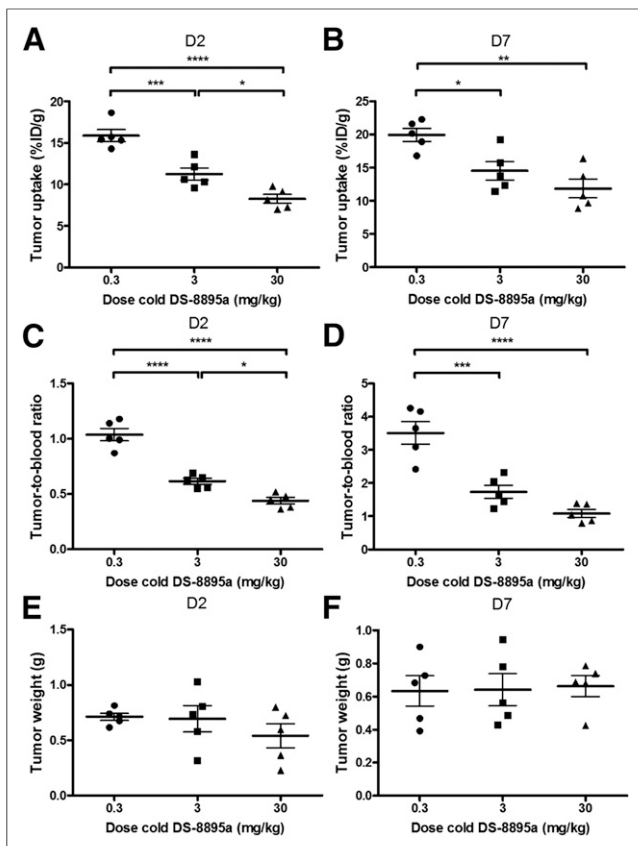 A
D2
****
***
*
Tumor uptake (%ID/g)
20
15
10
5
0
0.3
3
30
Dose cold DS-8895a (mg/kg)
B
D7
**
*
Tumor uptake (%ID/g)
25
20
15
10
5
0
0.3
3
30
Dose cold DS-8895a (mg/kg)
C
D2
****
****
*
Tumor-to-blood ratio
1.5
1.0
0.5
0.0
0.3
3
30
Dose cold DS-8895a (mg/kg)
D
D7
****
***
Tumor-to-blood ratio
5
4
3
2
1
0
0.3
3
30
Dose cold DS-8895a (mg/kg)
E
D2
Tumor weight (g)
1.5
1.0
0.5
0.0
0.3
3
30
Dose cold DS-8895a (mg/kg)
F
D7
Tumor weight (g)
1.0
0.8
0.6
0.4
0.2
0.0
0.3
3
30
Dose cold DS-8895a (mg/kg)